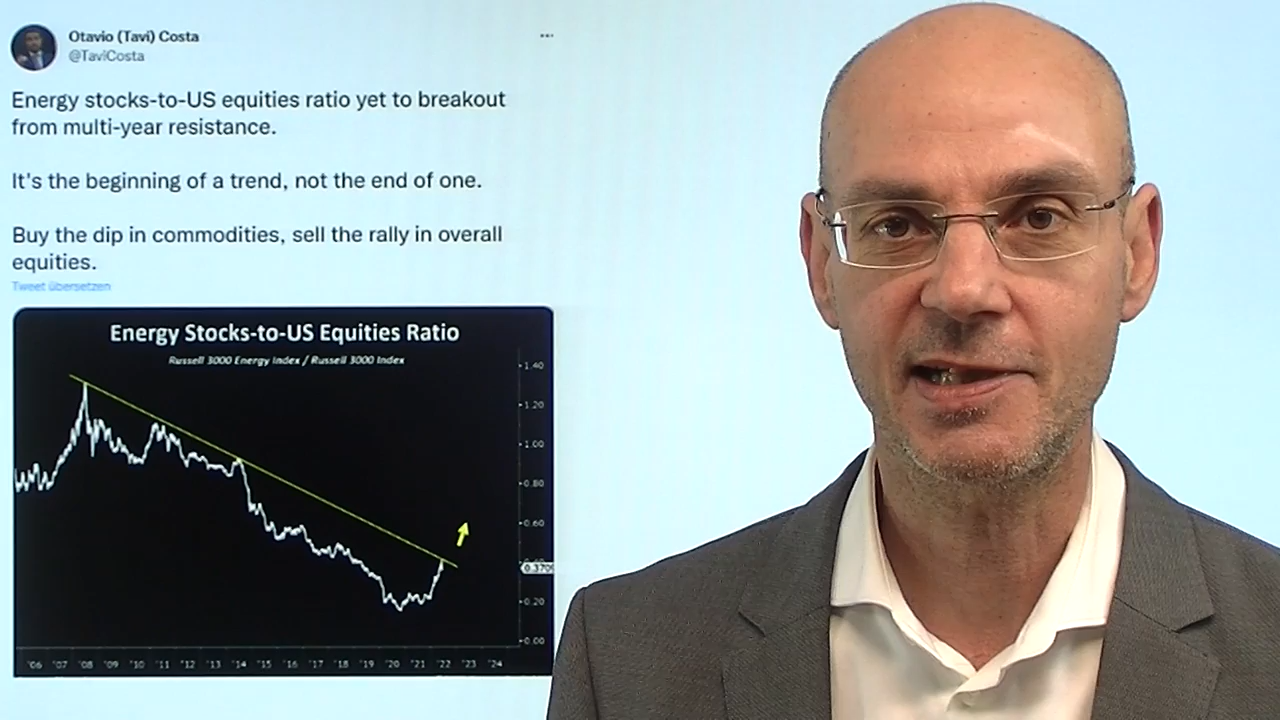 Otavio (Tavi) Costa
@TaviCosta
...
Energy stocks-to-US equities ratio yet to breakout
from multi-year resistance.
It's the beginning of a trend, not the end of one.
Buy the dip in commodities, sell the rally in overall
equities.
Tweet übersetzen
Energy Stocks-to-US Equities Ratio
Russell 3000 Energy Index / Russell 3000 Index
1.40
1.20
1.00
0.80
0.60
0.3709
0.20
0.00
'06 '07 '08 '09 '10 '11 '12 '13 '14 '15 '16 '17 '18 '19 '20 '21 '22 '23 '24